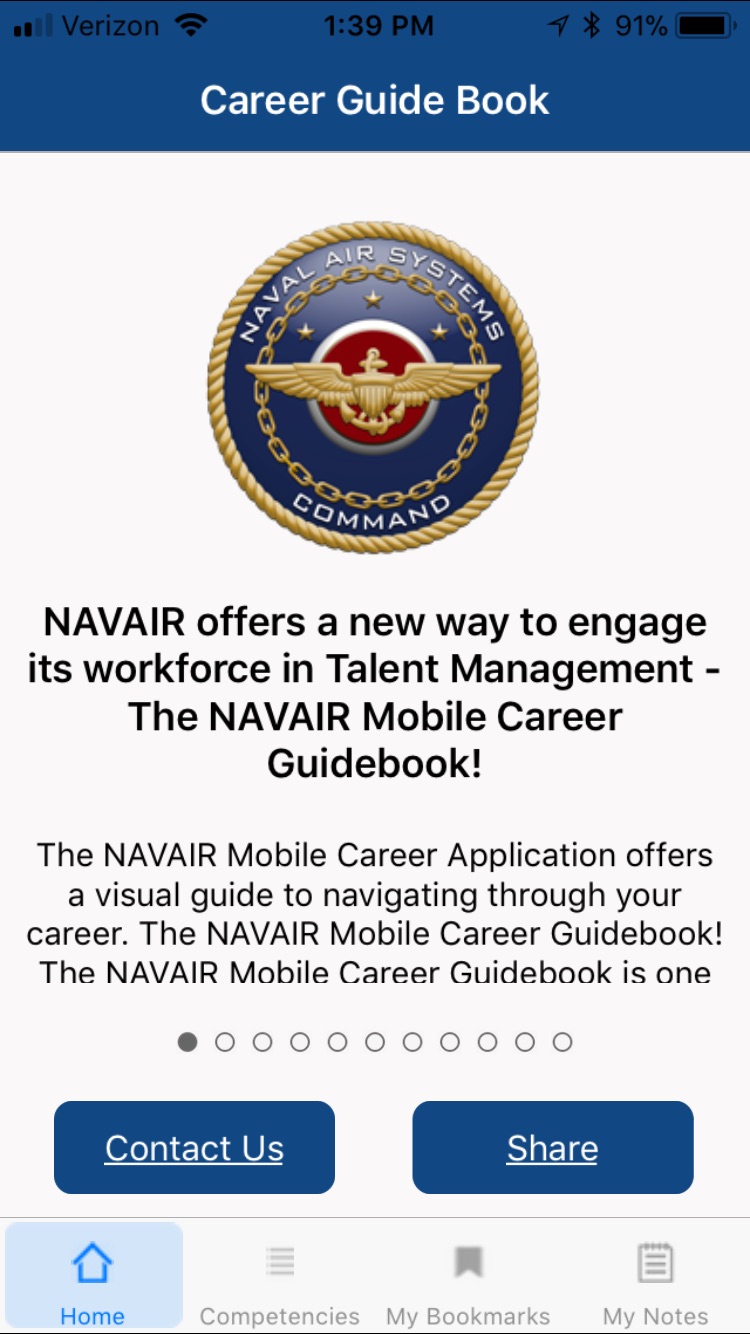 Verizon 1:39 PM 91%
Career Guide Book
NAVAL AIR SYSTEMS
COMMAND
NAVAIR offers a new way to engage
its workforce in Talent Management -
The NAVAIR Mobile Career
Guidebook!
The NAVAIR Mobile Career Application offers
a visual guide to navigating through your
career. The NAVAIR Mobile Career Guidebook!
The NAVAIR Mobile Career Guidebook is one
Contact Us Share
Home Competencies My Bookmarks My Notes